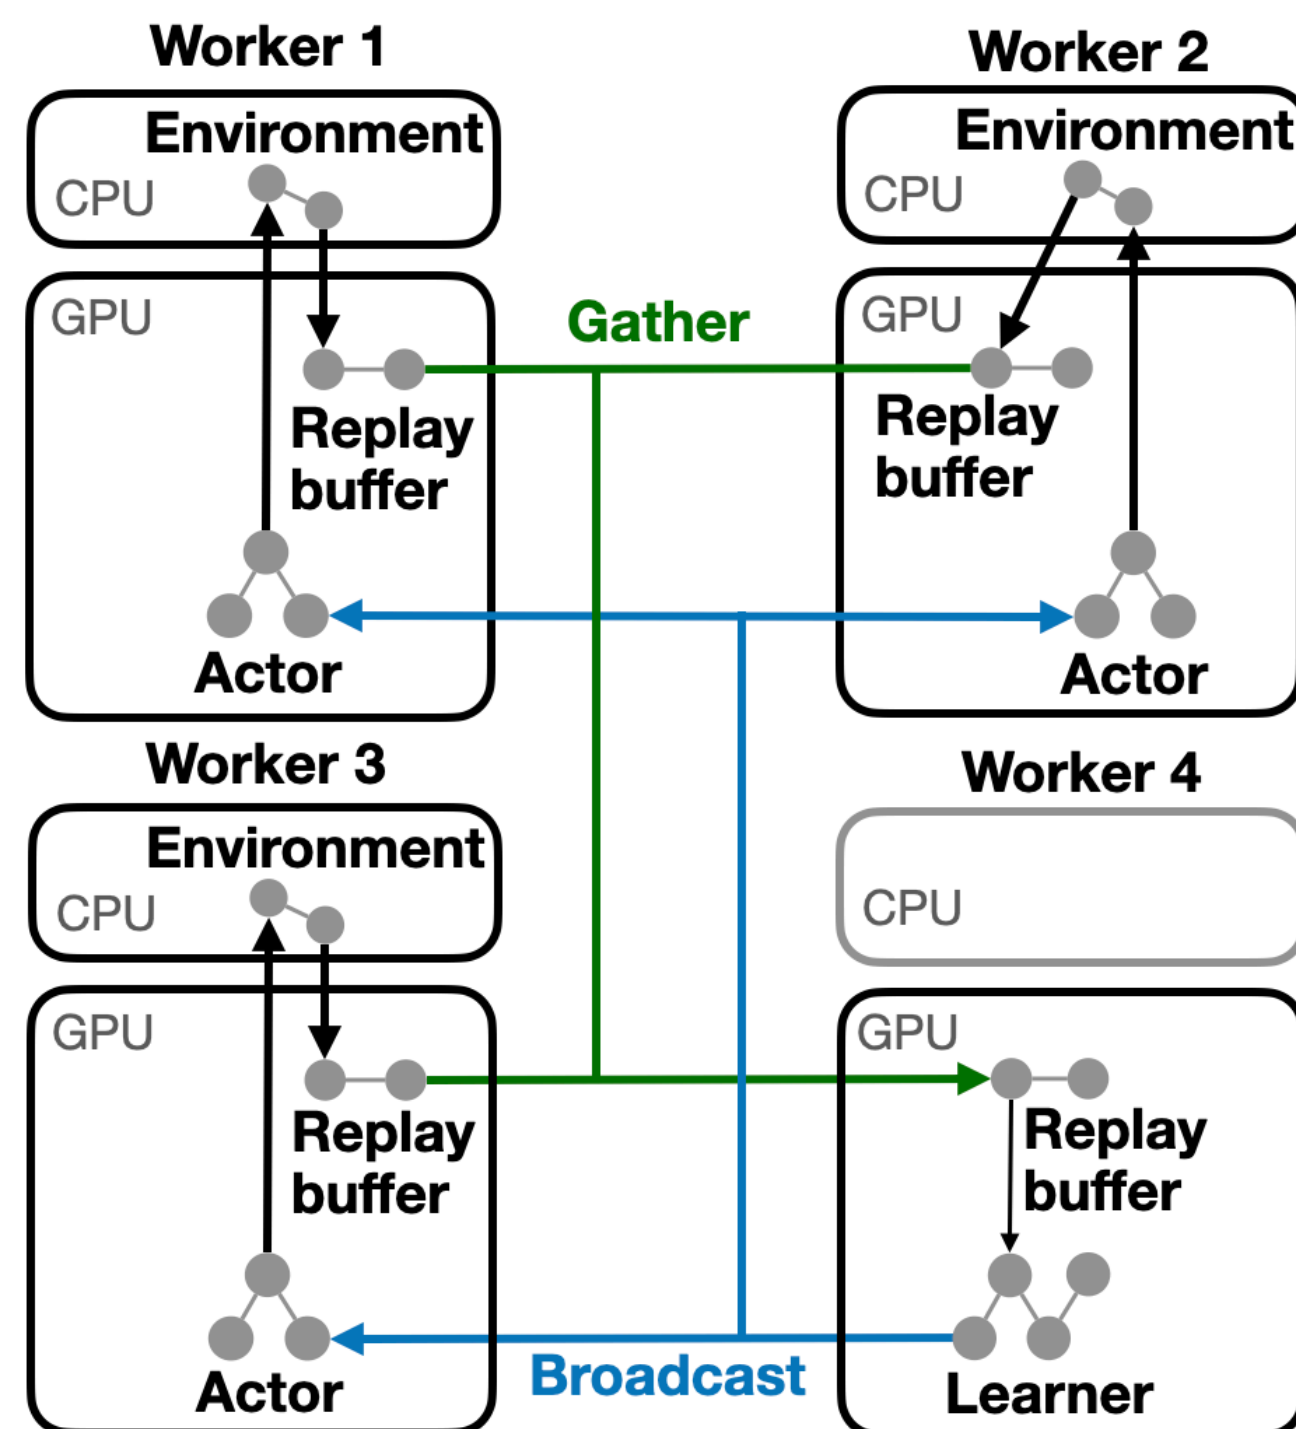 Worker 1
Environment
CPU
GPU
Replay
buffer
Actor
Worker 2
Environment
CPU
GPU
Replay
buffer
Actor
Gather
Worker 3
Environment
CPU
GPU
Replay
buffer
Actor
Worker 4
CPU
GPU
Replay
buffer
Learner
Broadcast